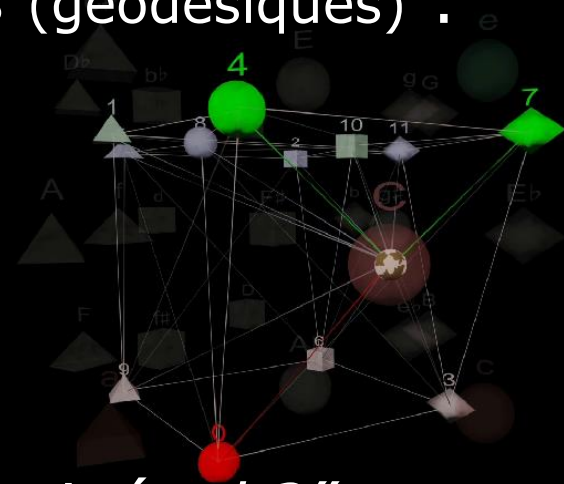 (géodésiques) :
e
E
4
D♭ b♭ g G
7
1 8 2 10 11
A f d F# b g# C E♭
D e♭ B
F f# A 6 C
a 9 3
0